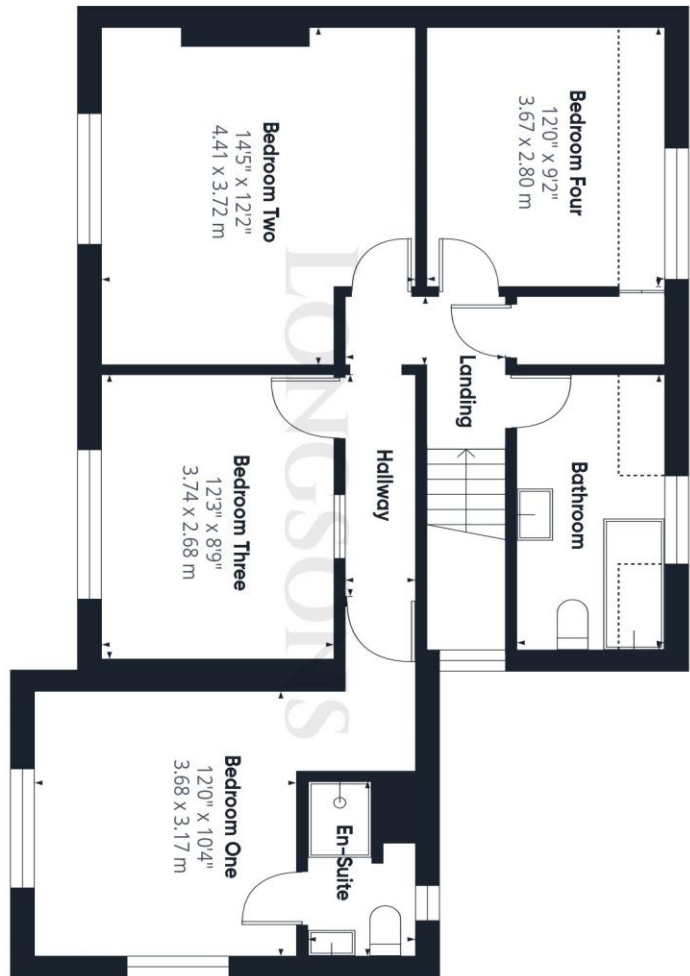 Bedroom Four
12'0" x 9'2"
3.67 x 2.80 m
Bedroom Two
14'5" x 12'2"
4.41 x 3.72 m
Landing
Bathroom
Hallway
Bedroom Three
12'3" x 8'9"
3.74 x 2.68 m
Bedroom One
12'0" x 10'4"
3.68 x 3.17 m
En-Suite
LONGSONS